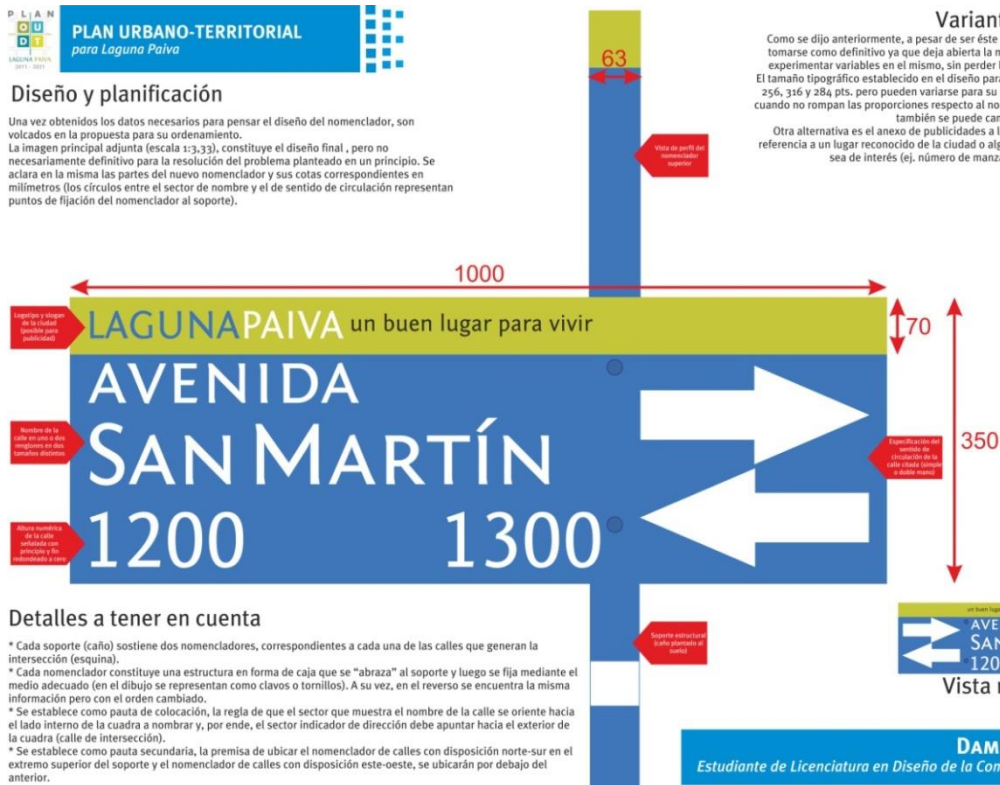 PLAN
OU
DT
LAGUNA PAIVA
2011 - 2021
PLAN URBANO-TERRITORIAL
para Laguna Paiva
Diseño y planificación
Una vez obtenidos los datos necesarios para pensar el diseño del nomenclador, son
volcados en la propuesta para su ordenamiento.
La imagen principal adjunta (escala 1:3,33), constituye el diseño final , pero no
necesariamente definitivo para la resolución del problema planteado en un principio. Se
aclara en la misma las partes del nuevo nomenclador y sus cotas correspondientes en
milímetros (los círculos entre el sector de nombre y el de sentido de circulación representan
puntos de fijación del nomenclador al soporte).
63
Vista de perfil del
nomenclador
superior
Variant
Como se dijo anteriormente, a pesar de ser éste
tomarse como definitivo ya que deja abierta la
experimentar variables en el mismo, sin perder
El tamaño tipográfico establecido en el diseño para
256, 316 y 284 pts. pero pueden variarse para su
cuando no rompan las proporciones respecto al
también se puede
Otra alternativa es el anexo de publicidades a
referencia a un lugar reconocido de la ciudad o
sea de interés (ej. número de
1000
Logotipo y slogan
de la ciudad
(posible para
publicidad)
LAGUNAPAIVA un buen lugar para vivir
70
AVENIDA
SAN MARTÍN
1200 1300
Nombre de la
calle en uno o dos
renglones en dos
tamaños distintos
Altura numérica
de la calle
señalada con
principio y fin
redondeado a cero
Especificación del
sentido de
circulación de la
calle citada (simple
o doble mano)
350
Detalles a tener en cuenta
* Cada soporte (caño) sostiene dos nomencladores, correspondientes a cada una de las calles que generan la
intersección (esquina).
* Cada nomenclador constituye una estructura en forma de caja que se "abraza" al soporte y luego se fija mediante el
medio adecuado (en el dibujo se representan como clavos o tornillos). A su vez, en el reverso se encuentra la misma
información pero con el orden cambiado.
* Se establece como pauta de colocación, la regla de que el sector que muestra el nombre de la calle se oriente hacia
el lado interno de la cuadra a nombrar y, por ende, el sector indicador de dirección debe apuntar hacia el exterior de
la cuadra (calle de intersección).
* Se establece como pauta secundaria, la premisa de ubicar el nomenclador de calles con disposición norte-sur en el
extremo superior del soporte y el nomenclador de calles con disposición este-oeste, se ubicarán por debajo del
anterior.
Soporte estructural
(caño plantado al
suelo)
un buen
AVE
SAN
120
Vista
DAM
Estudiante de Licenciatura en Diseño de la